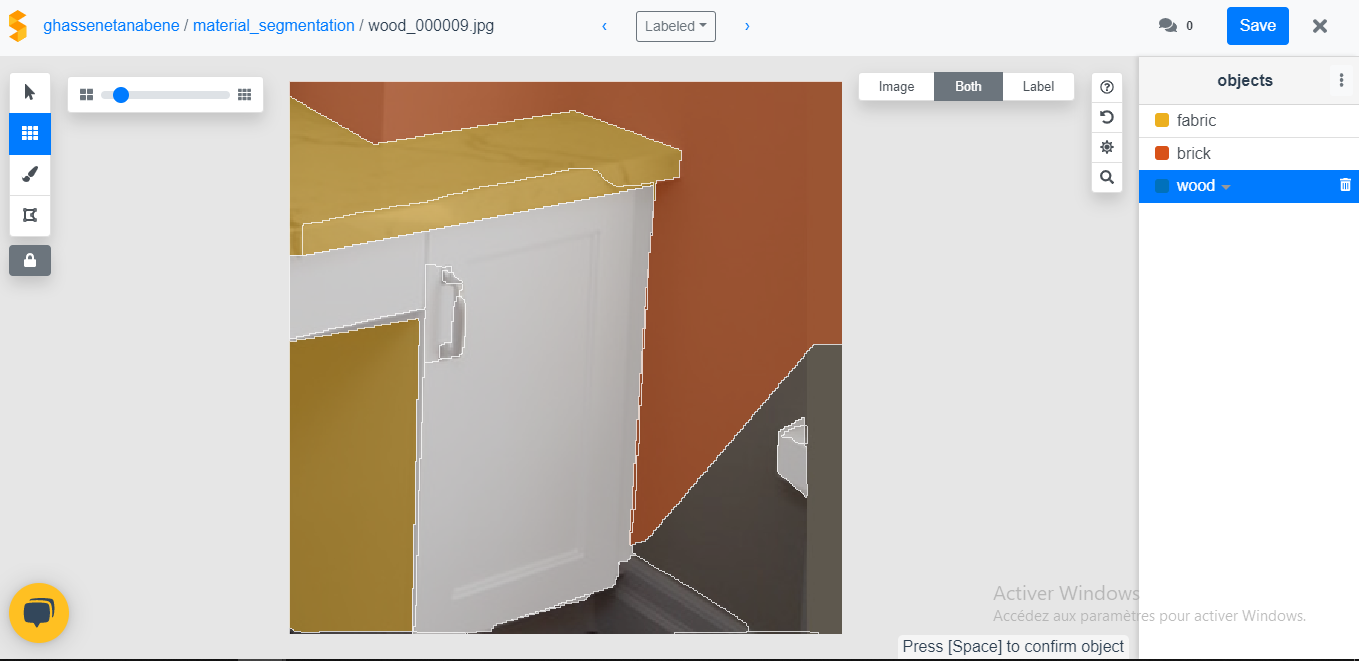 ghassenetanabene / material_segmentation / wood_000009.jpg
‹ Labeled ›
0
Save
Image Both Label
objects
fabric
brick
wood
Activer Windows
Accédez aux paramètres pour activer Windows.
Press [Space] to confirm object